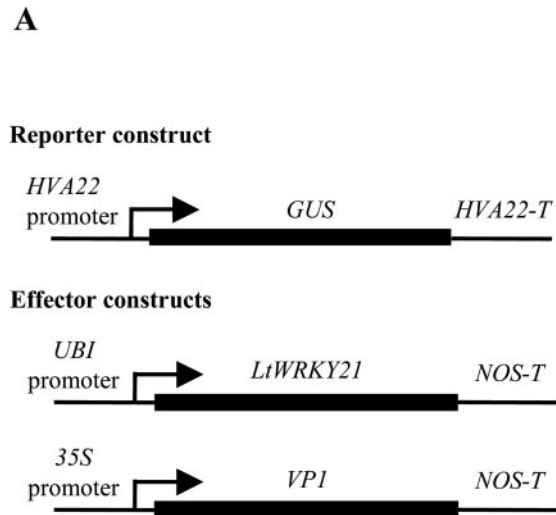 A
Reporter construct
HVA22
promoter
GUS
HVA22-T
Effector constructs
UBI
promoter
LtWRKY21
NOS-T
35S
promoter
VP1
NOS-T